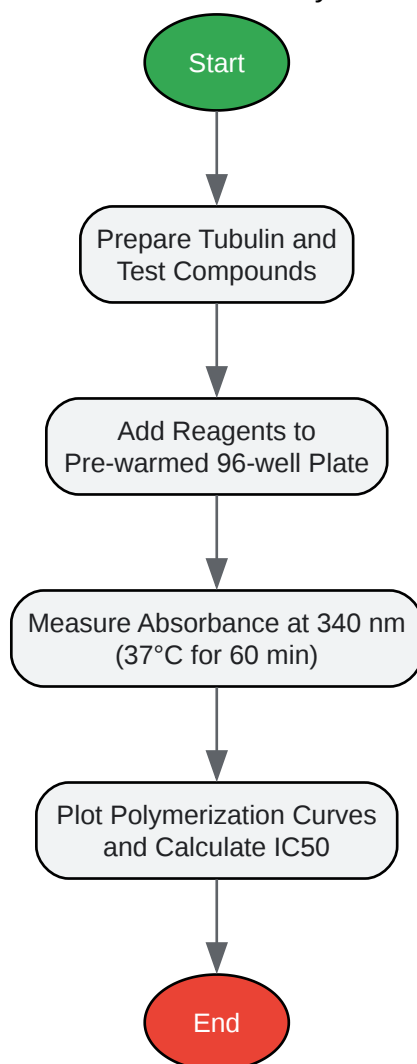 Start
Prepare Tubulin and
Test Compounds
Add Reagents to
Pre-warmed 96-well Plate
Measure Absorbance at 340 nm
(37°C for 60 min)
Plot Polymerization Curves
and Calculate IC50
End